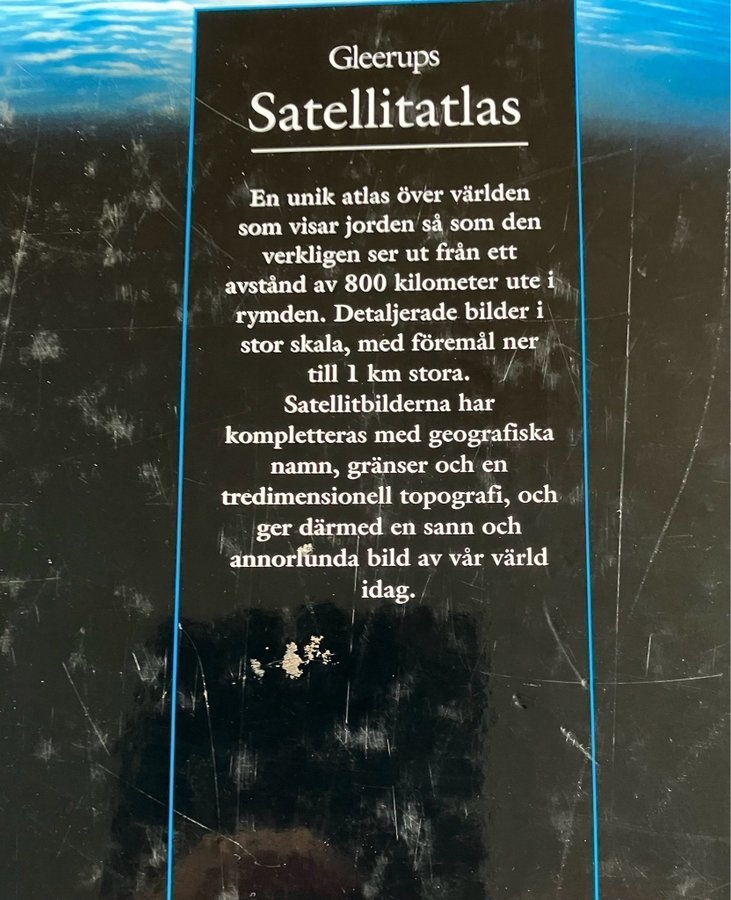 Gleerups
Satellitatlas
En unik atlas över världen
som visar jorden så som den
verkligen ser ut från ett
avstånd av 800 kilometer ute i
rymden. Detaljerade bilder i
stor skala, med föremål ner
till 1 km stora.
Satellitbilderna har
kompletteras med geografiska
namn, gränser och en
tredimensionell topografi, och
ger därmed en sann och
annorlunda bild av vår värld
idag.